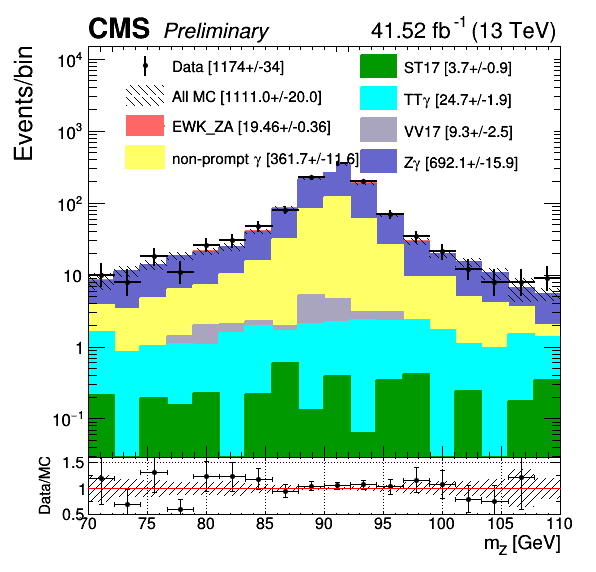 CMS Preliminary 41.52 fb⁻¹ (13 TeV)
Events/bin
Data [1174+/-34]
All MC [1111.0+/-20.0]
EWK_ZA [19.46+/-0.36]
non-prompt γ [361.7+/-11.6]
ST17 [3.7+/-0.9]
TTγ [24.7+/-1.9]
VV17 [9.3+/-2.5]
Zγ [692.1+/-15.9]
10⁴
10³
10²
10
1
10⁻¹
Data/MC
1.5
1
0.5
70 75 80 85 90 95 100 105 110
m_Z [GeV]